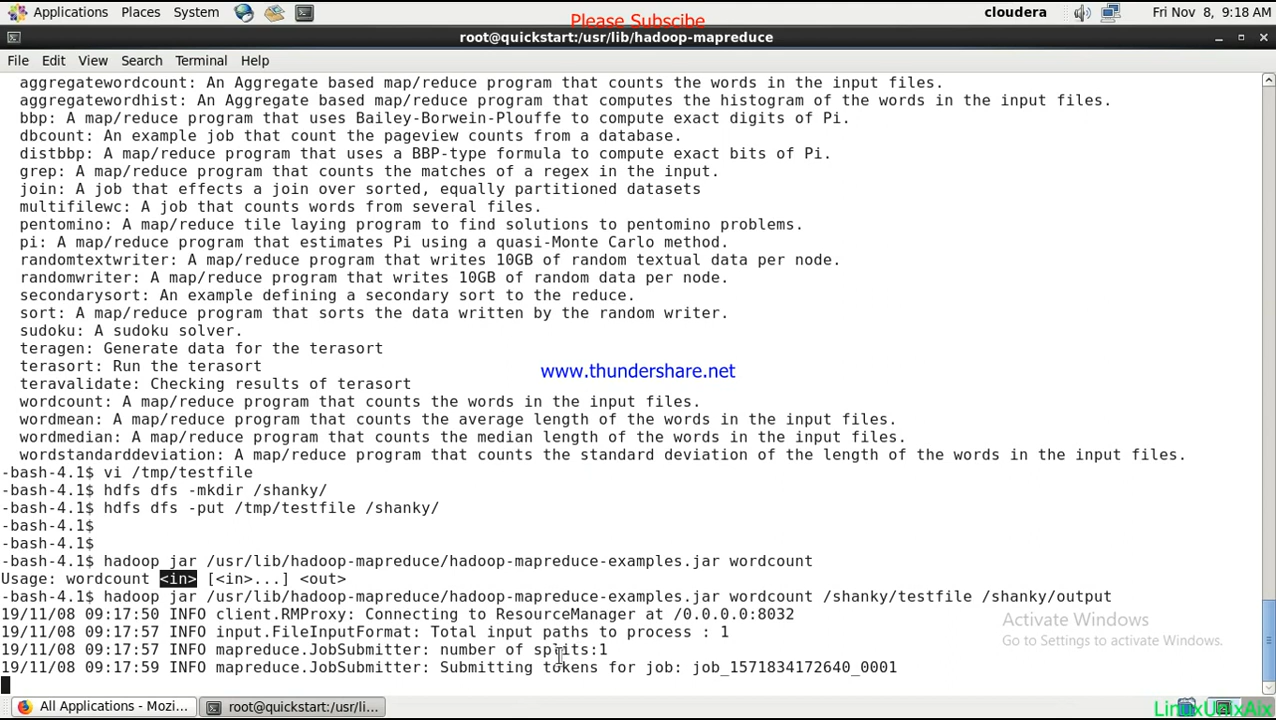 Applications Places System cloudera Fri Nov 8, 9:18 AM
Please Subscibe
root@quickstart:/usr/lib/hadoop-mapreduce
File Edit View Search Terminal Help
aggregatewordcount: An Aggregate based map/reduce program that counts the words in the input files.
aggregatewordhist: An Aggregate based map/reduce program that computes the histogram of the words in the input files.
bbp: A map/reduce program that uses Bailey-Borwein-Plouffe to compute exact digits of Pi.
dbcount: An example job that count the pageview counts from a database.
distbbp: A map/reduce program that uses a BBP-type formula to compute exact bits of Pi.
grep: A map/reduce program that counts the matches of a regex in the input.
join: A job that effects a join over sorted, equally partitioned datasets
multifilewc: A job that counts words from several files.
pentomino: A map/reduce tile laying program to find solutions to pentomino problems.
pi: A map/reduce program that estimates Pi using a quasi-Monte Carlo method.
randomtextwriter: A map/reduce program that writes 10GB of random textual data per node.
randomwriter: A map/reduce program that writes 10GB of random data per node.
secondarysort: An example defining a secondary sort to the reduce.
sort: A map/reduce program that sorts the data written by the random writer.
sudoku: A sudoku solver.
teragen: Generate data for the terasort
terasort: Run the terasort
www.thundershare.net
teravalidate: Checking results of terasort
wordcount: A map/reduce program that counts the words in the input files.
wordmean: A map/reduce program that counts the average length of the words in the input files.
wordmedian: A map/reduce program that counts the median length of the words in the input files.
wordstandarddeviation: A map/reduce program that counts the standard deviation of the length of the words in the input files.
-bash-4.1$ vi /tmp/testfile
-bash-4.1$ hdfs dfs -mkdir /shanky/
-bash-4.1$ hdfs dfs -put /tmp/testfile /shanky/
-bash-4.1$
-bash-4.1$
-bash-4.1$ hadoop jar /usr/lib/hadoop-mapreduce/hadoop-mapreduce-examples.jar wordcount
Usage: wordcount <in> [<in>...] <out>
-bash-4.1$ hadoop jar /usr/lib/hadoop-mapreduce/hadoop-mapreduce-examples.jar wordcount /shanky/testfile /shanky/output
19/11/08 09:17:50 INFO client.RMProxy: Connecting to ResourceManager at /0.0.0.0:8032
19/11/08 09:17:57 INFO input.FileInputFormat: Total input paths to process : 1
19/11/08 09:17:57 INFO mapreduce.JobSubmitter: number of splits:1
19/11/08 09:17:59 INFO mapreduce.JobSubmitter: Submitting tokens for job: job_1571834172640_0001
Activate Windows
Go to Settings to activate Windows.
All Applications - Mozi... root@quickstart:/usr/li...
LinuxUnixAix